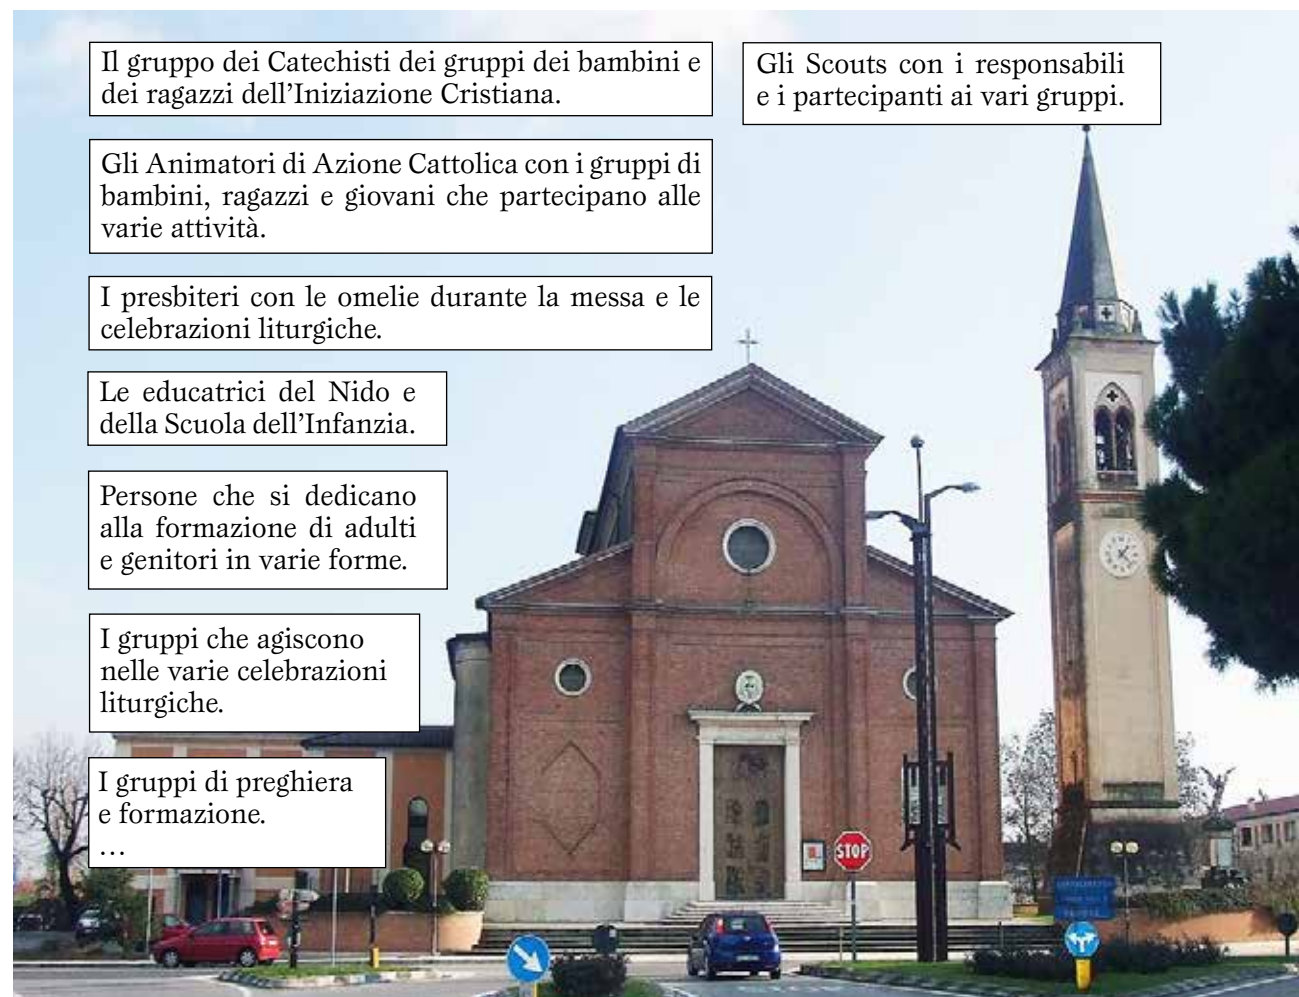 Il gruppo dei Catechisti dei gruppi dei bambini e
dei ragazzi dell'Iniziazione Cristiana.
Gli Scouts con i responsabili
e i partecipanti ai vari gruppi.
Gli Animatori di Azione Cattolica con i gruppi di
bambini, ragazzi e giovani che partecipano alle
varie attività.
I presbiteri con le omelie durante la messa e le
celebrazioni liturgiche.
Le educatrici del Nido e
della Scuola dell'Infanzia.
Persone che si dedicano
alla formazione di adulti
e genitori in varie forme.
I gruppi che agiscono
nelle varie celebrazioni
liturgiche.
I gruppi di preghiera
e formazione.
…
STOP